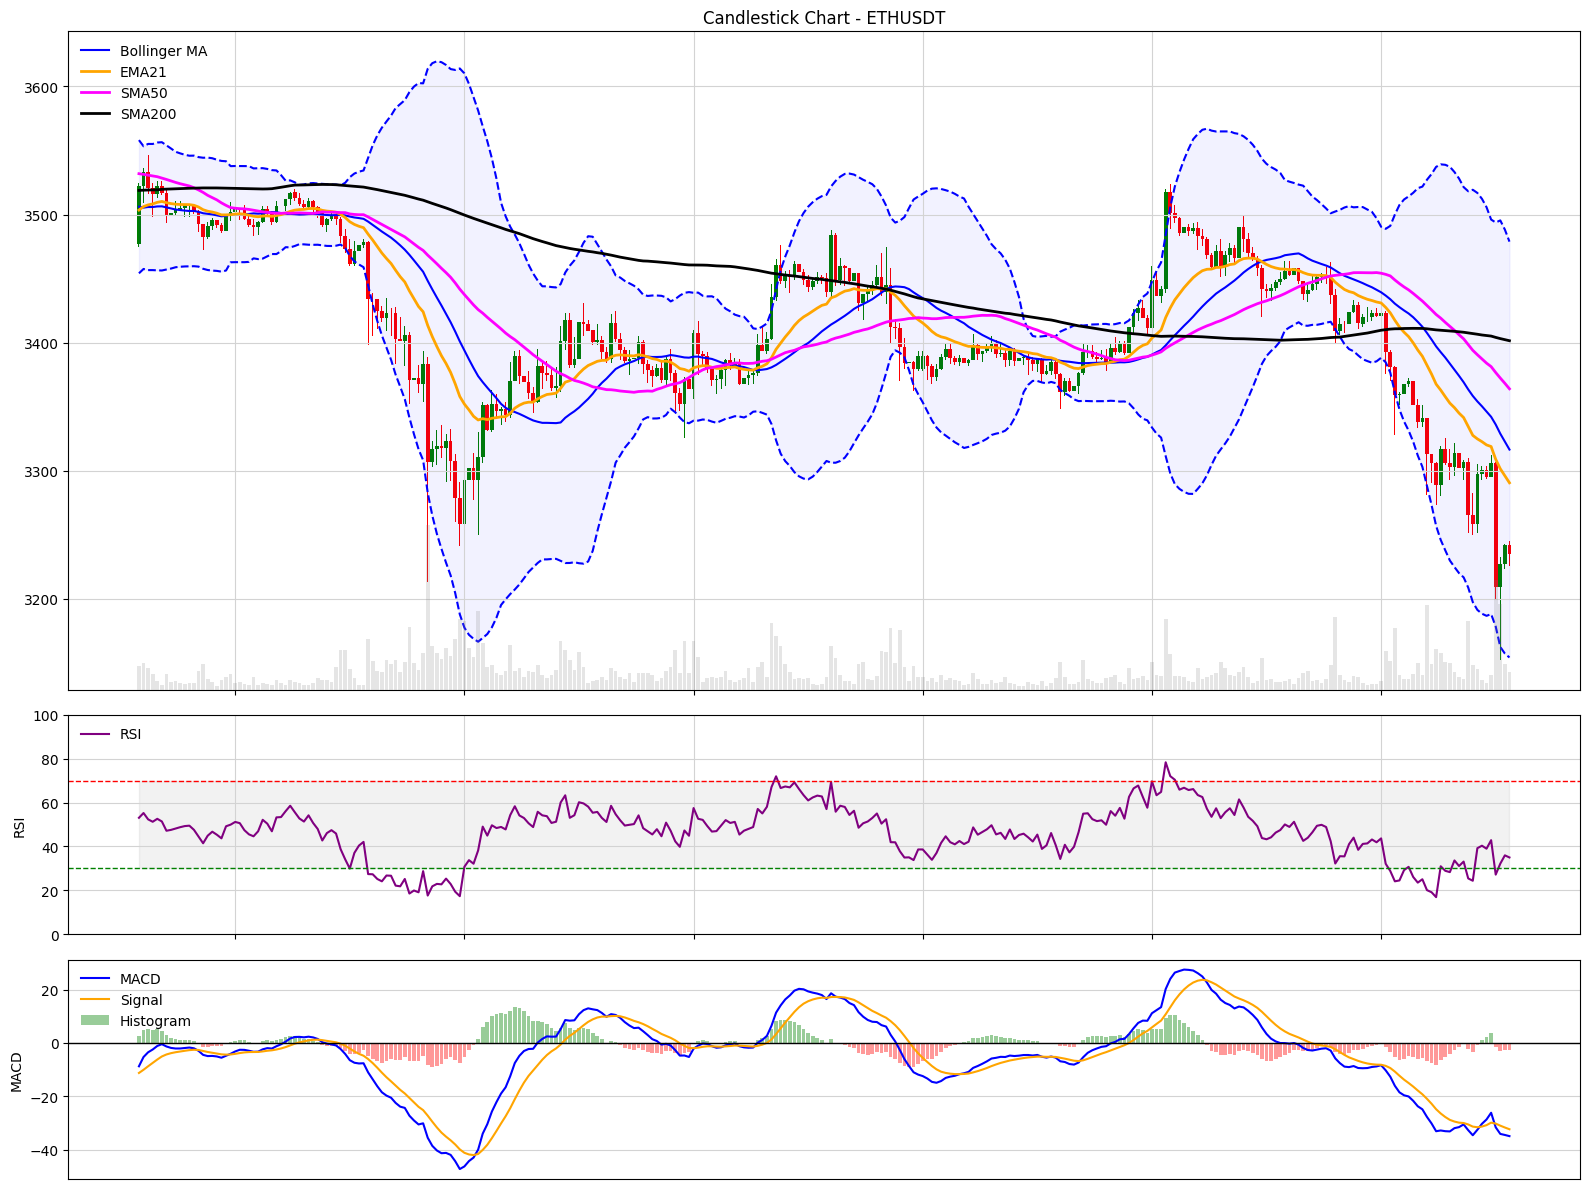 Candlestick Chart - ETHUSDT
Bollinger MA
EMA21
SMA50
SMA200
3600
3500
3400
3300
3200
RSI
100
80
60
40
20
0
RSI
MACD
Signal
Histogram
20
0
−20
−40
MACD